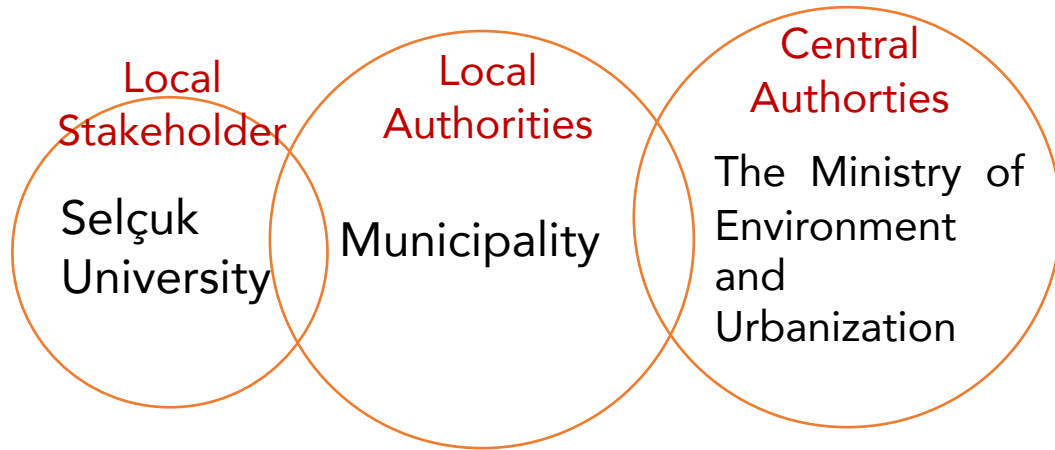 Local
Stakeholder
Selçuk
University
Local
Authorities
Municipality
Central
Authorties
The Ministry of
Environment
and
Urbanization